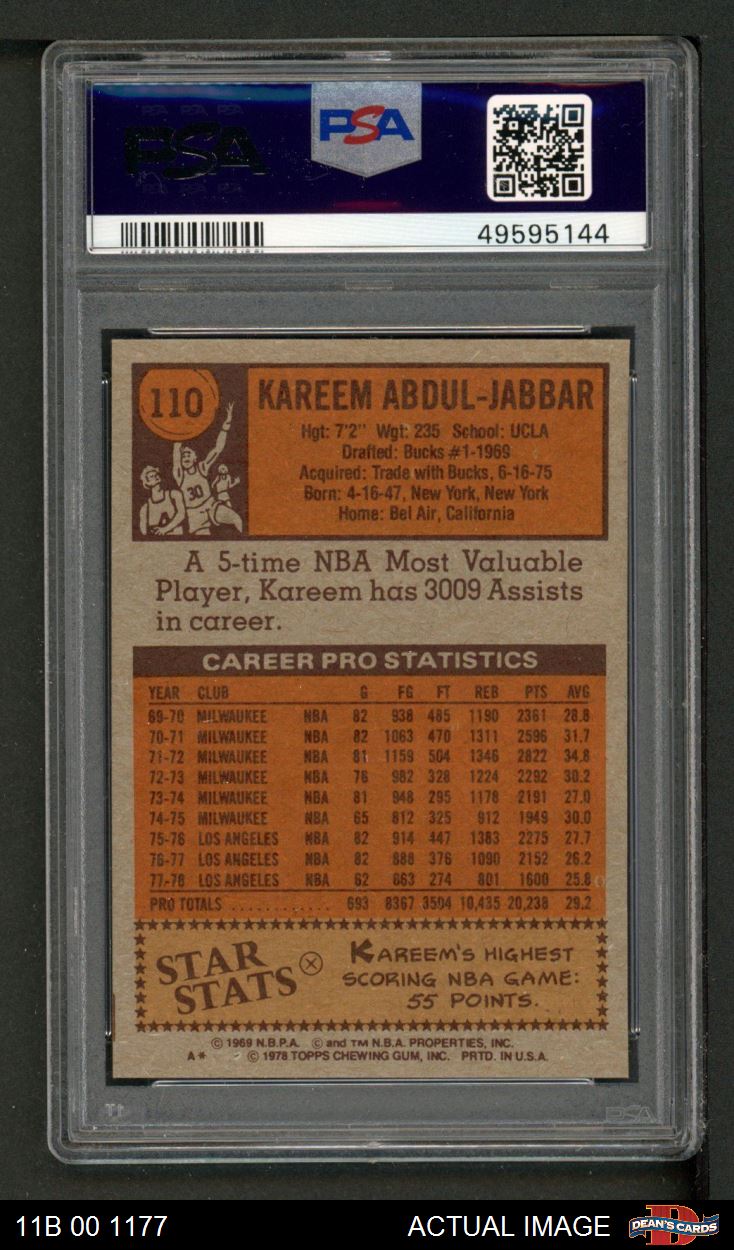 PSA PSA PSA
PSA
PSA PSA PSA
PSA
49595144
110
30
KAREEM ABDUL-JABBAR
Hgt: 7'2" Wgt: 235 School: UCLA
Drafted: Bucks #1-1969
Acquired: Trade with Bucks, 6-16-75
Born: 4-16-47, New York, New York
Home: Bel Air, California
A 5-time NBA Most Valuable
Player, Kareem has 3009 Assists
in career.
CAREER PRO STATISTICS
YEAR CLUB G FG FT REB PTS AVG
69-70 MILWAUKEE NBA 82 938 485 1190 2361 28.8
70-71 MILWAUKEE NBA 82 1063 470 1311 2596 31.7
71-72 MILWAUKEE NBA 81 1159 504 1346 2822 34.8
72-73 MILWAUKEE NBA 76 982 328 1224 2292 30.2
73-74 MILWAUKEE NBA 81 948 295 1178 2191 27.0
74-75 MILWAUKEE NBA 65 812 325 912 1949 30.0
75-76 LOS ANGELES NBA 82 914 447 1383 2275 27.7
76-77 LOS ANGELES NBA 82 888 376 1090 2152 26.2
77-78 LOS ANGELES NBA 62 663 274 801 1600 25.8
PRO TOTALS ............ 693 8367 3504 10,435 20,238 29.2
STAR STATS
KAREEM'S HIGHEST
SCORING NBA GAME:
55 POINTS.
© 1969 N.B.P.A. © and TM N.B.A. PROPERTIES, INC.
A* © 1978 TOPPS CHEWING GUM, INC. PRTD. IN U.S.A.
PSA
11B 00 1177 ACTUAL IMAGE DEAN'S CARDS